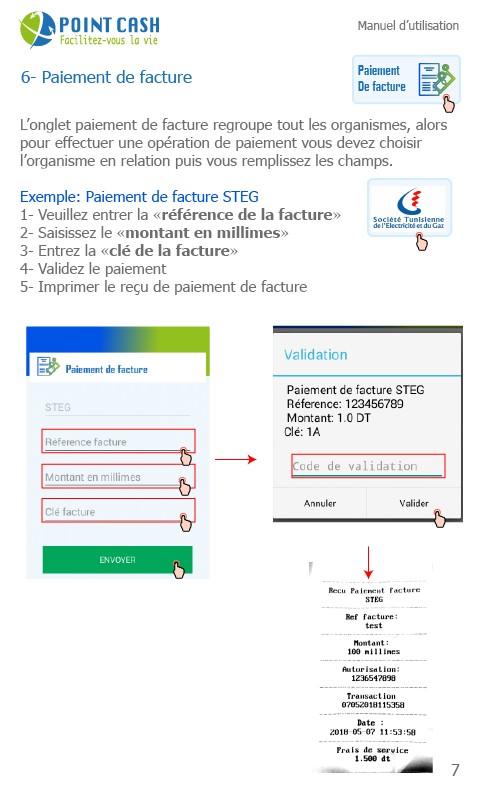 POINT CASH
Facilitez-vous la vie
Manuel d'utilisation
6- Paiement de facture
Paiement
De facture
L'onglet paiement de facture regroupe tout les organismes, alors
pour effectuer une opération de paiement vous devez choisir
l'organisme en relation puis vous remplissez les champs.
Exemple: Paiement de facture STEG
1- Veuillez entrer la «référence de la facture»
2- Saisissez le «montant en millimes»
3- Entrez la «clé de la facture»
4- Validez le paiement
5- Imprimer le reçu de paiement de facture
Société Tunisienne
de l'Electricité et du Gaz
Paiement de facture
STEG
Réference facture
Montant en millimes
Clé facture
ENVOYER
Validation
Paiement de facture STEG
Réference: 123456789
Montant: 1.0 DT
Clé: 1A
Code de validation
Annuler
Valider
Recu Paiement facture
STEG
Ref facture:
test
Montant:
100 millimes
Autorisation:
1236547898
Transaction
07052018115358
Date :
2018-05-07 11:53:58
Frais de service
1.500 dt
7